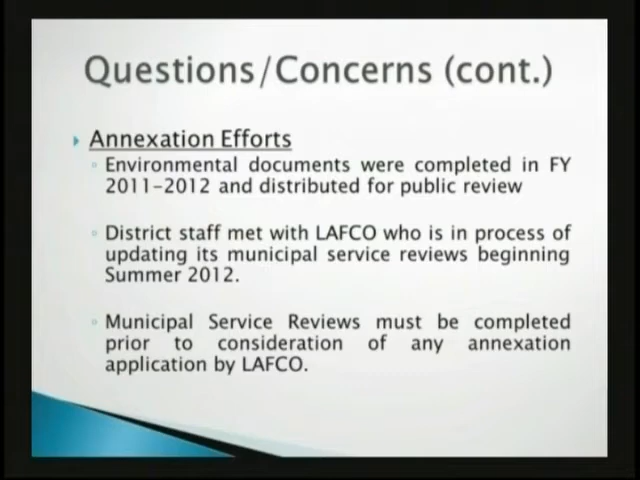 Questions/Concerns (cont.)
Annexation Efforts
Environmental documents were completed in FY
2011-2012 and distributed for public review
District staff met with LAFCO who is in process of
updating its municipal service reviews beginning
Summer 2012.
Municipal Service Reviews must be completed
prior to consideration of any annexation
application by LAFCO.